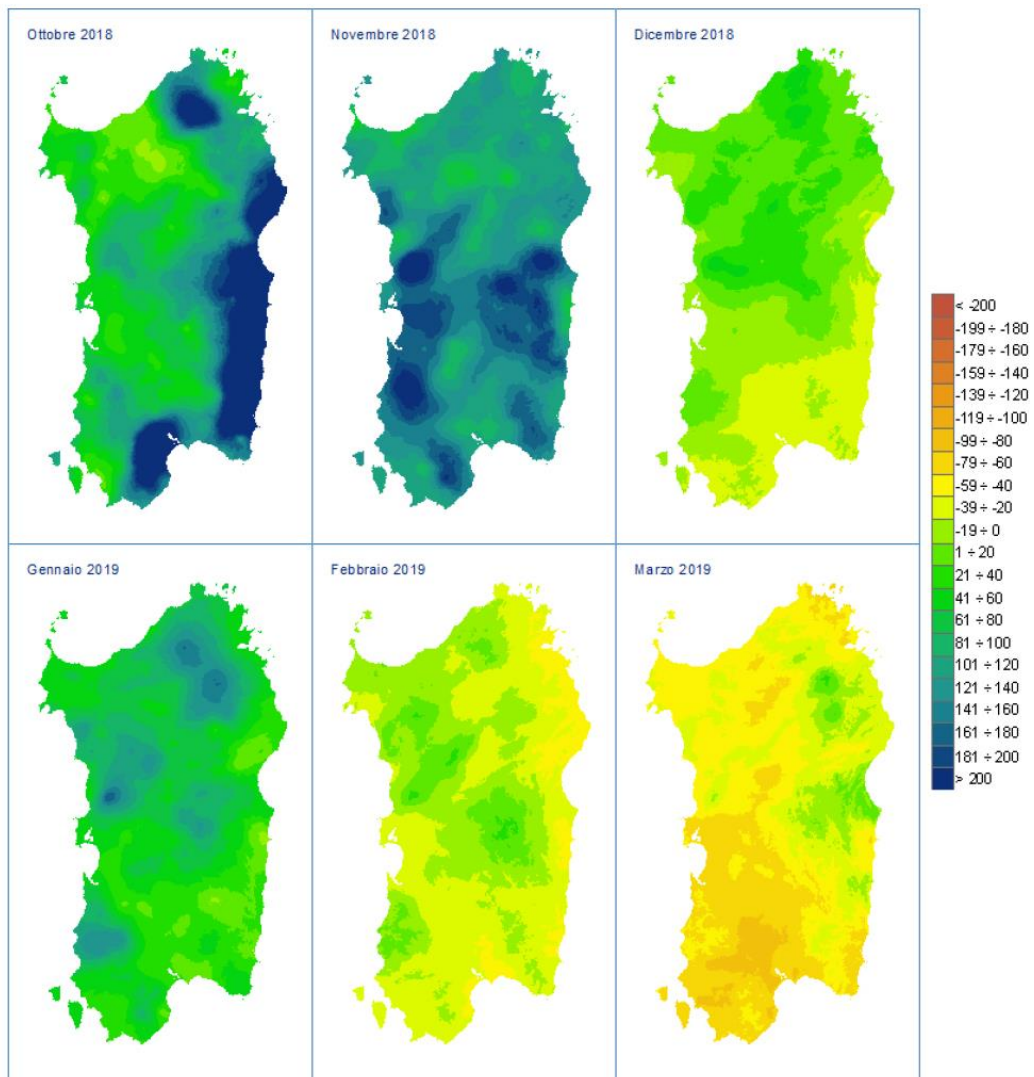 Ottobre 2018
Novembre 2018
Dicembre 2018
Gennaio 2019
Febbraio 2019
Marzo 2019
< -200
-199 ÷ -180
-179 ÷ -160
-159 ÷ -140
-139 ÷ -120
-119 ÷ -100
-99 ÷ -80
-79 ÷ -60
-59 ÷ -40
-39 ÷ -20
-19 ÷ 0
1 ÷ 20
21 ÷ 40
41 ÷ 60
61 ÷ 80
81 ÷ 100
101 ÷ 120
121 ÷ 140
141 ÷ 160
161 ÷ 180
181 ÷ 200
> 200